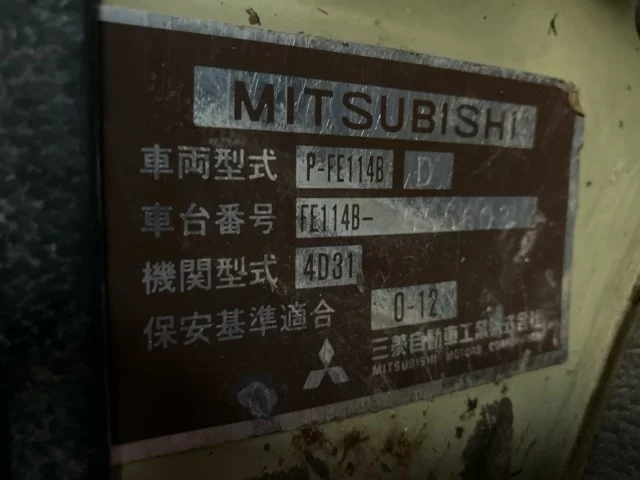 MITSUBISHI
車両型式 P-FE114B D
車台番号 FE114B-
機関型式 4D31
保安基準適合 0-12
三菱自動車工業株式会社
MITSUBISHI MOTORS CORPORATION